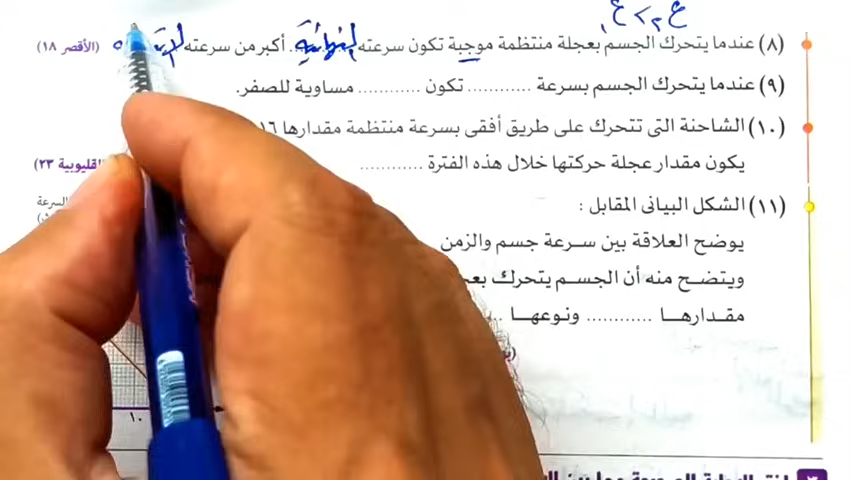 ع٢ > ع١
(٨) عندما يتحرك الجسم بعجلة منتظمة موجبة تكون سرعته النهائية أكبر من سرعته (الأقصر ١٨)
(٩) عندما يتحرك الجسم بسرعة ............ تكون ............ مساوية للصفر.
(١٠) الشاحنة التى تتحرك على طريق أفقى بسرعة منتظمة مقدارها ١٦
يكون مقدار عجلة حركتها خلال هذه الفترة ............ القليوبية ٢٣)
(١١) الشكل البيانى المقابل : السرعة
يوضح العلاقة بين سرعة جسم والزمن
ويتضح منه أن الجسم يتحرك
مقدارها ............ ونوعها
١٠